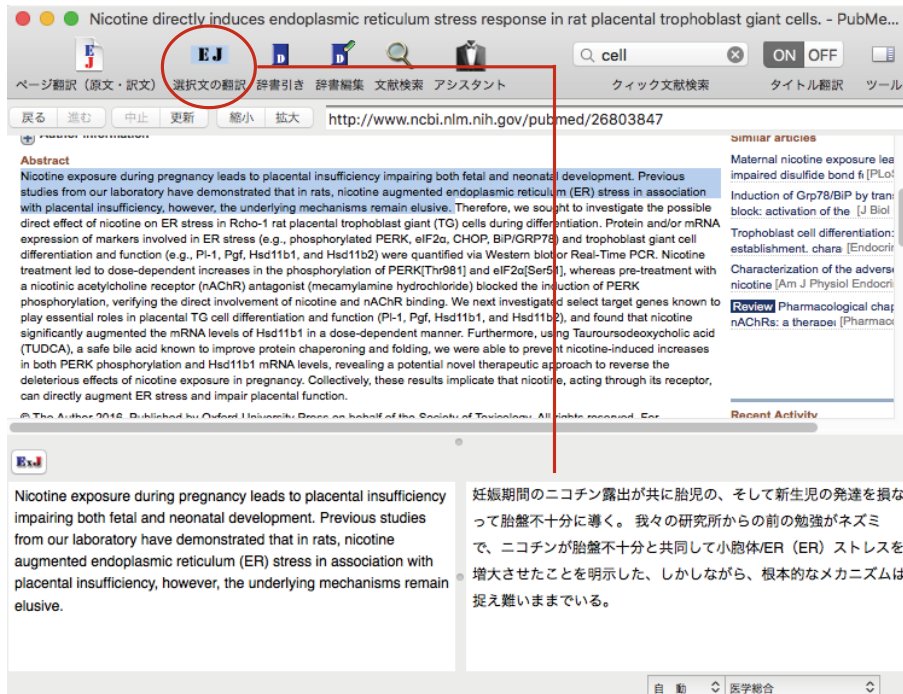 Nicotine directly induces endoplasmic reticulum stress response in rat placental trophoblast giant cells. - PubMe...
E J
E J
D
D
cell
ON OFF
ページ翻訳（原文・訳文） 選択文の翻訳 辞書引き 辞書編集 文献検索 アシスタント クィック文献検索 タイトル翻訳 ツール
戻る 進む 中止 更新 縮小 拡大 http://www.ncbi.nlm.nih.gov/pubmed/26803847
Author information
Abstract
Nicotine exposure during pregnancy leads to placental insufficiency impairing both fetal and neonatal development. Previous
studies from our laboratory have demonstrated that in rats, nicotine augmented endoplasmic reticulum (ER) stress in association
with placental insufficiency, however, the underlying mechanisms remain elusive. Therefore, we sought to investigate the possible
direct effect of nicotine on ER stress in Rcho-1 rat placental trophoblast giant (TG) cells during differentiation. Protein and/or mRNA
expression of markers involved in ER stress (e.g., phosphorylated PERK, eIF2α, CHOP, BiP/GRP78) and trophoblast giant cell
differentiation and function (e.g., Pl-1, Pgf, Hsd11b1, and Hsd11b2) were quantified via Western blot or Real-Time PCR. Nicotine
treatment led to dose-dependent increases in the phosphorylation of PERK[Thr981] and eIF2α[Ser51], whereas pre-treatment with
a nicotinic acetylcholine receptor (nAChR) antagonist (mecamylamine hydrochloride) blocked the induction of PERK
phosphorylation, verifying the direct involvement of nicotine and nAChR binding. We next investigated select target genes known to
play essential roles in placental TG cell differentiation and function (Pl-1, Pgf, Hsd11b1, and Hsd11b2), and found that nicotine
significantly augmented the mRNA levels of Hsd11b1 in a dose-dependent manner. Furthermore, using Tauroursodeoxycholic acid
(TUDCA), a safe bile acid known to improve protein chaperoning and folding, we were able to prevent nicotine-induced increases
in both PERK phosphorylation and Hsd11b1 mRNA levels, revealing a potential novel therapeutic approach to reverse the
deleterious effects of nicotine exposure in pregnancy. Collectively, these results implicate that nicotine, acting through its receptor,
can directly augment ER stress and impair placental function.
© The Author 2016. Published by Oxford University Press on behalf of the Society of Toxicology. All rights reserved. For
Similar articles
Maternal nicotine exposure lea
impaired disulfide bond f [PLoS
Induction of Grp78/BiP by trans
block: activation of the [J Biol
Trophoblast cell differentiation:
establishment. chara [Endocrin
Characterization of the adverse
nicotine [Am J Physiol Endocri
Review Pharmacological chap
nAChRs: a therapeu [Pharmaco
Recent Activity
ExJ
Nicotine exposure during pregnancy leads to placental insufficiency
impairing both fetal and neonatal development. Previous studies
from our laboratory have demonstrated that in rats, nicotine
augmented endoplasmic reticulum (ER) stress in association with
placental insufficiency, however, the underlying mechanisms remain
elusive.
妊娠期間のニコチン露出が共に胎児の、そして新生児の発達を損な
って胎盤不十分に導く。 我々の研究所からの前の勉強がネズミ
で、ニコチンが胎盤不十分と共同して小胞体/ER（ER）ストレスを
増大させたことを明示した、しかしながら、根本的なメカニズムは
捉え難いままでいる。
自 動 医学総合